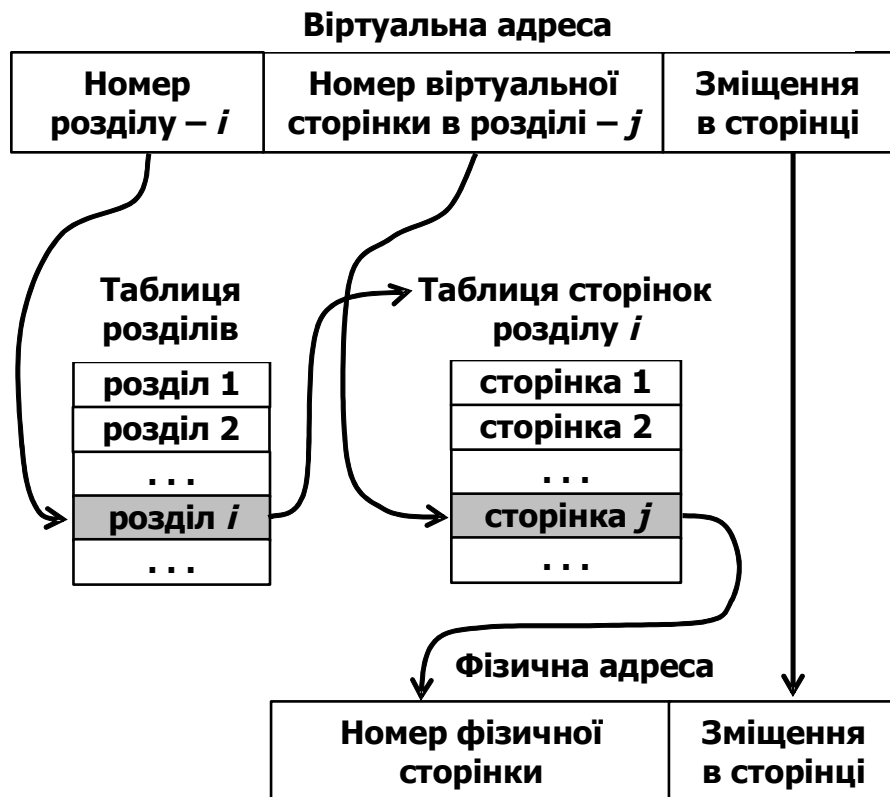 Віртуальна адреса
Номер
розділу – i
Номер віртуальної
сторінки в розділі – j
Зміщення
в сторінці
Таблиця
розділів
розділ 1
розділ 2
. . .
розділ i
. . .
Таблиця сторінок
розділу i
сторінка 1
сторінка 2
. . .
сторінка j
. . .
Фізична адреса
Номер фізичної
сторінки
Зміщення
в сторінці